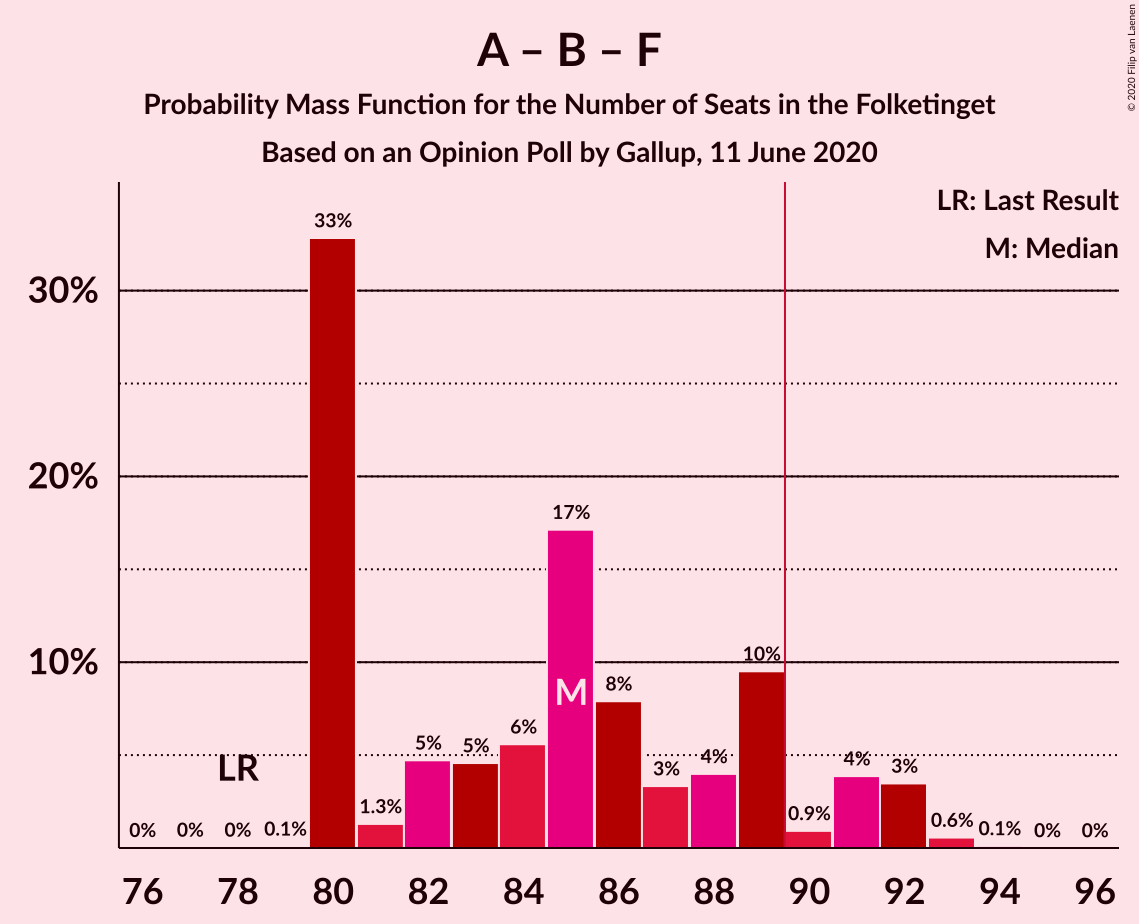 A – B – F
Probability Mass Function for the Number of Seats in the Folketinget
Based on an Opinion Poll by Gallup, 11 June 2020
© 2020 Filip van Laenen
LR: Last Result
M: Median
30%
20%
10%
0%
0%
0%
0.1%
33%
1.3%
5%
5%
6%
17%
8%
3%
4%
10%
0.9%
4%
3%
0.6%
0.1%
0%
0%
LR
M
76 78 80 82 84 86 88 90 92 94 96